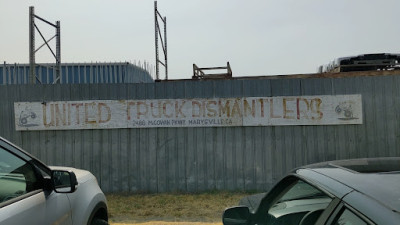 UNITED TRUCK DISMANTLERS
MARYSVILLE, CA